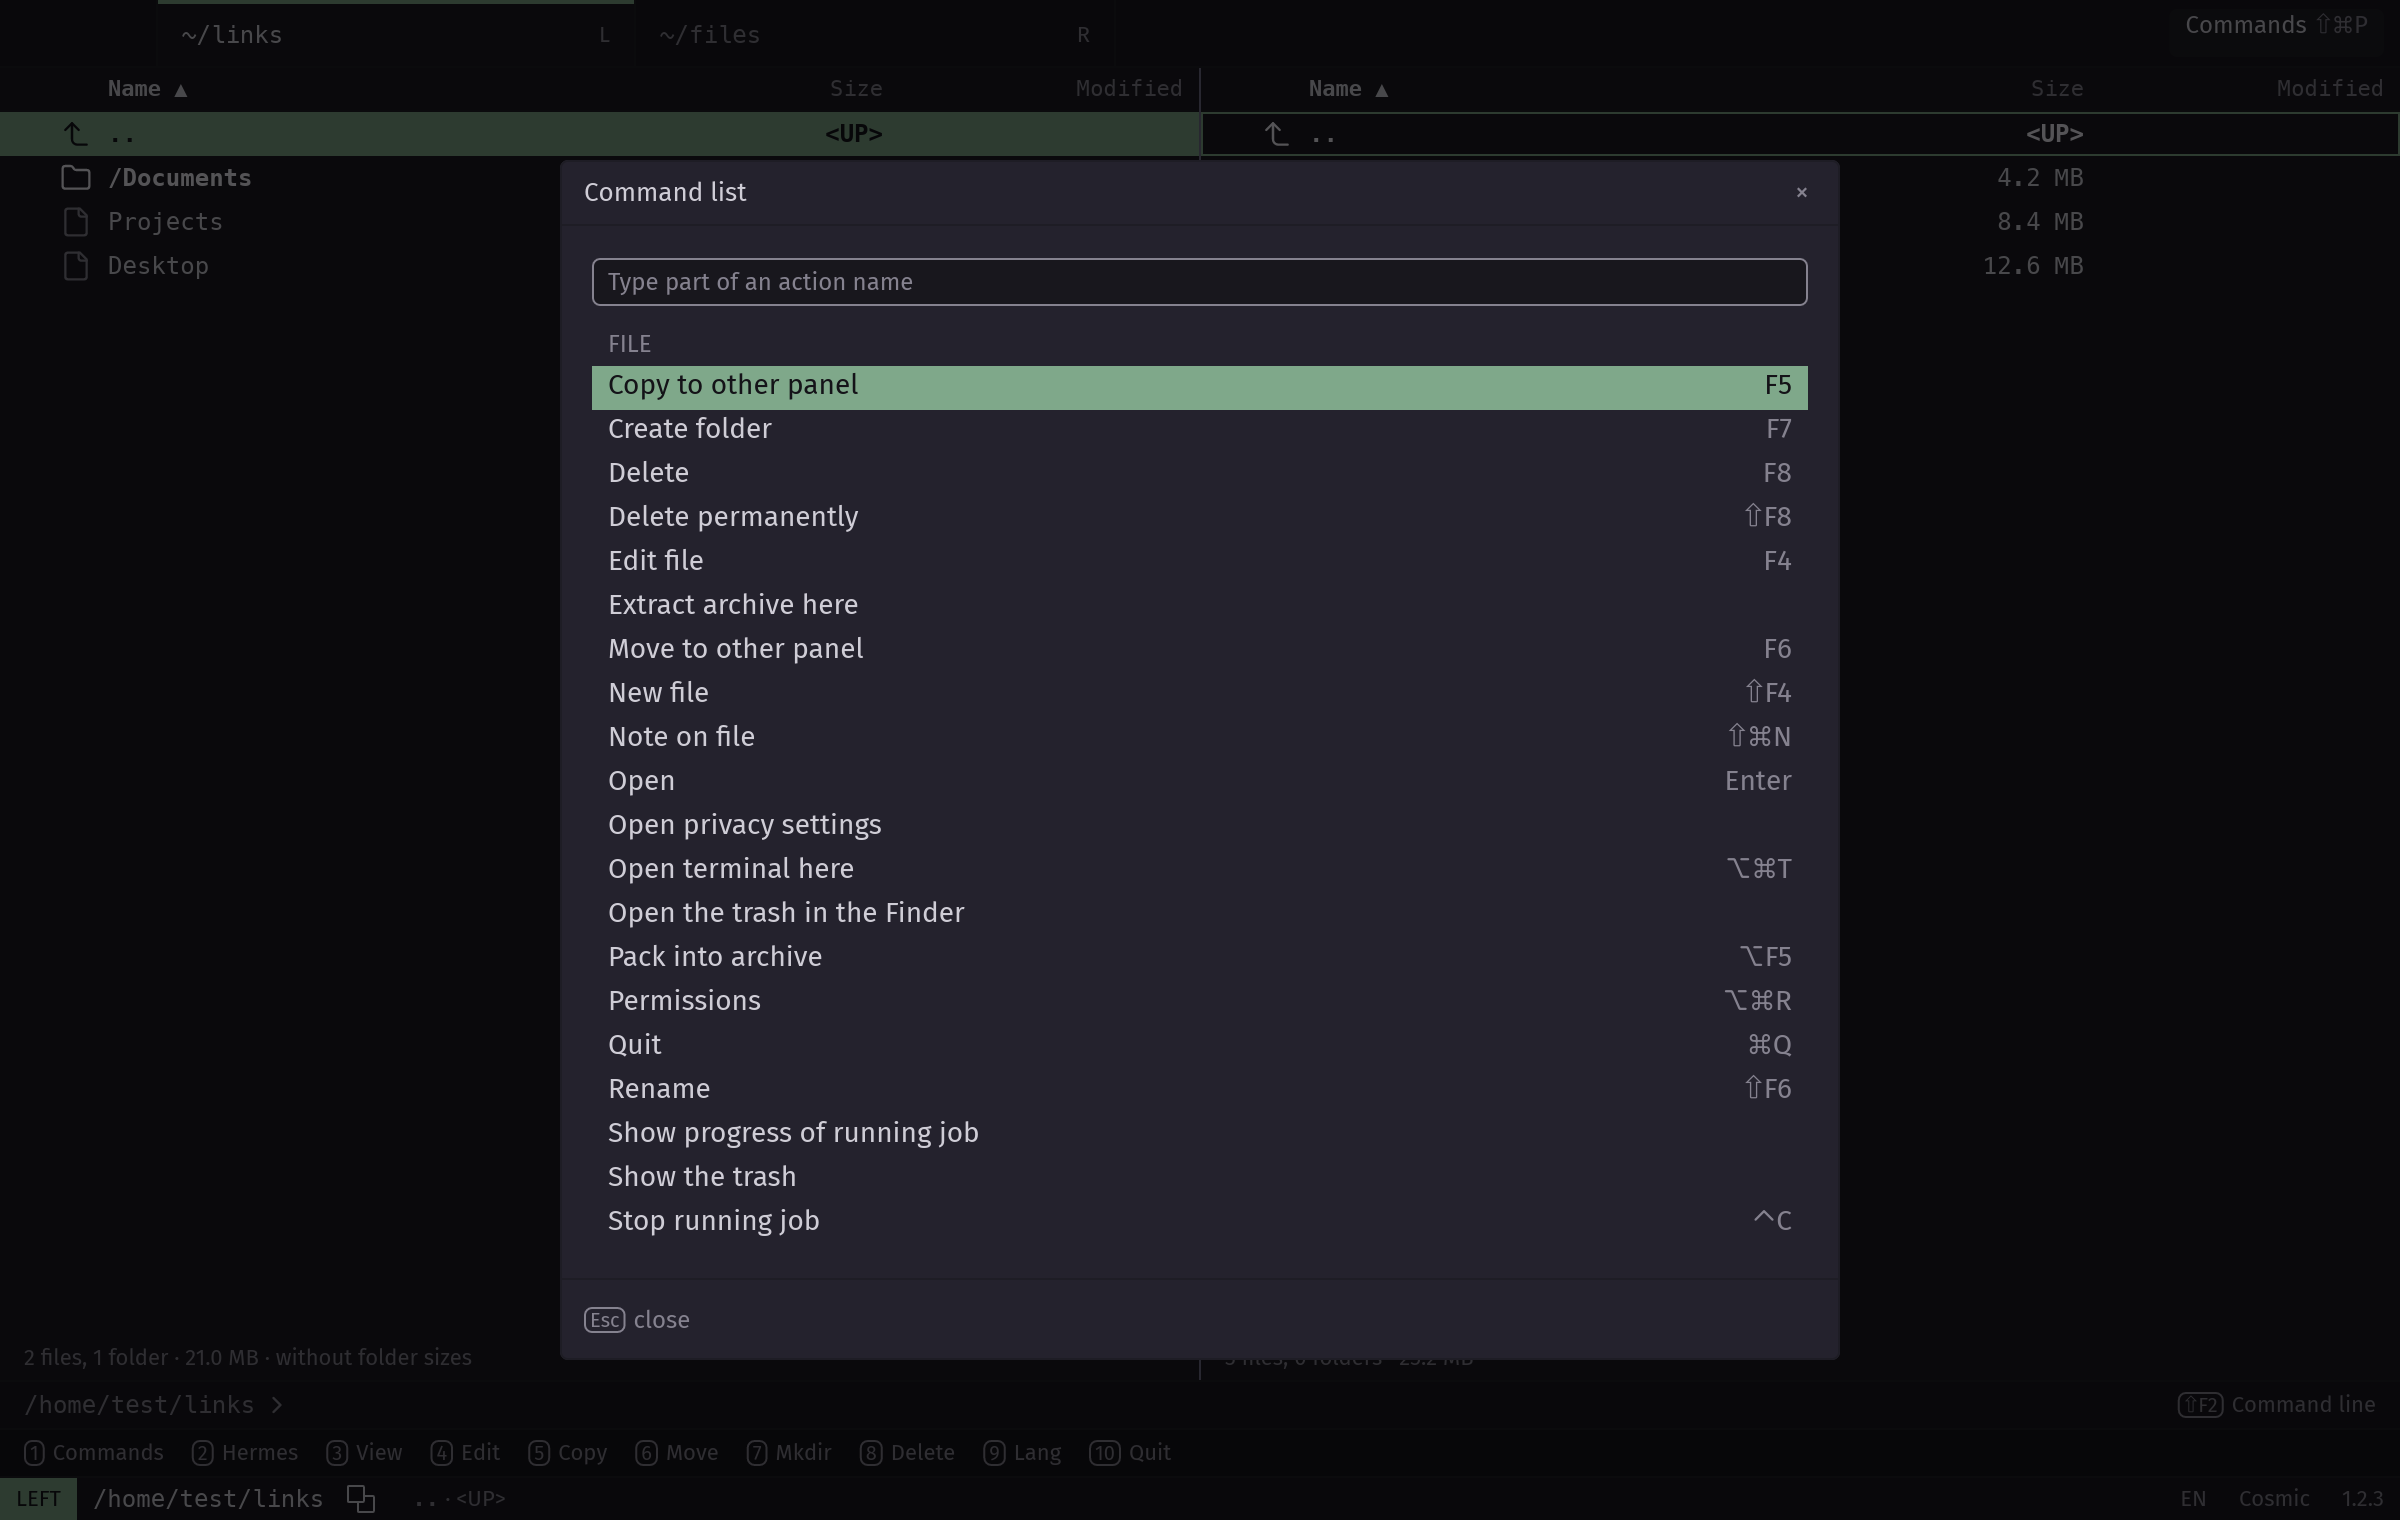 ~/links L ~/files R Commands ⇧⌘P
Name ▲ Size Modified Name ▲ Size Modified
.. <UP> .. <UP>
/Documents 4.2 MB
Projects 8.4 MB
Desktop 12.6 MB
Command list ×
Type part of an action name
FILE
Copy to other panel F5
Create folder F7
Delete F8
Delete permanently ⇧F8
Edit file F4
Extract archive here
Move to other panel F6
New file ⇧F4
Note on file ⇧⌘N
Open Enter
Open privacy settings
Open terminal here ⌥⌘T
Open the trash in the Finder
Pack into archive ⌥F5
Permissions ⌥⌘R
Quit ⌘Q
Rename ⇧F6
Show progress of running job
Show the trash
Stop running job ^C
Esc close
2 files, 1 folder · 21.0 MB · without folder sizes
/home/test/links > ⇧F2 Command line
1 Commands 2 Hermes 3 View 4 Edit 5 Copy 6 Move 7 Mkdir 8 Delete 9 Lang 10 Quit
LEFT /home/test/links .. · <UP> EN Cosmic 1.2.3